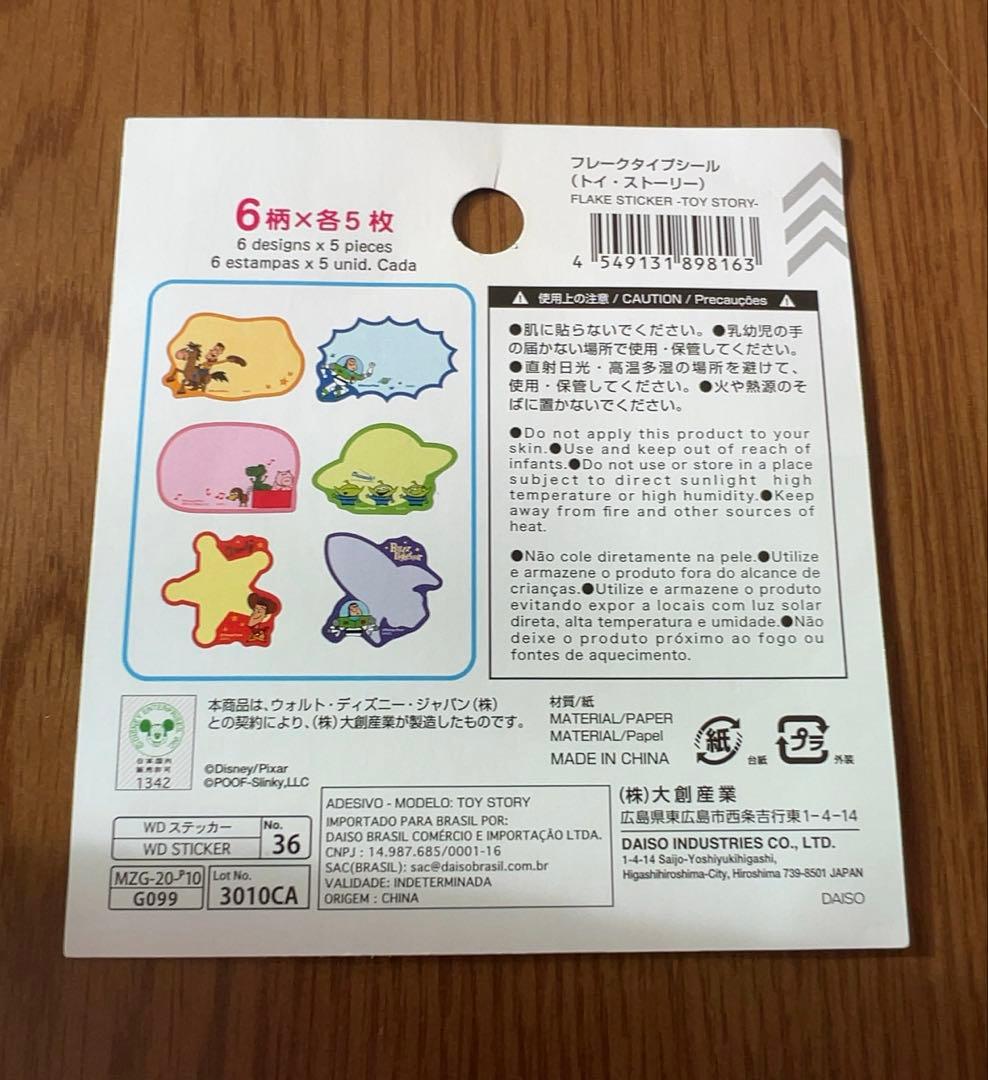 フレークタイプシール
（トイ・ストーリー）
FLAKE STICKER -TOY STORY-
4 549131 898163
6柄×各5枚
6 designs x 5 pieces
6 estampas x 5 unid. Cada
使用上の注意 / CAUTION / Precauções
●肌に貼らないでください。●乳幼児の手
の届かない場所で使用・保管してください。
●直射日光・高温多湿の場所を避けて、
使用・保管してください。●火や熱源のそ
ばに置かないでください。
●Do not apply this product to your
skin.●Use and keep out of reach of
infants.●Do not use or store in a place
subject to direct sunlight high
temperature or high humidity.●Keep
away from fire and other sources of
heat.
●Não cole diretamente na pele.●Utilize
e armazene o produto fora do alcance de
crianças.●Utilize e armazene o produto
evitando expor a locais com luz solar
direta, alta temperatura e umidade.●Não
deixe o produto próximo ao fogo ou
fontes de aquecimento.
日本国内
販売許可
1342
本商品は、ウォルト・ディズニー・ジャパン（株）
との契約により、（株）大創産業が製造したものです。
©Disney/Pixar
©POOF-Slinky,LLC
材質/紙
MATERIAL/PAPER
MATERIAL/Papel
MADE IN CHINA
紙
台紙
プラ
外装
WD ステッカー
WD STICKER
No.
36
MZG-20-P10
G099
Lot No.
3010CA
ADESIVO - MODELO: TOY STORY
IMPORTADO PARA BRASIL POR:
DAISO BRASIL COMÉRCIO E IMPORTAÇÃO LTDA.
CNPJ : 14.987.685/0001-16
SAC(BRASIL): sac@daisobrasil.com.br
VALIDADE: INDETERMINADA
ORIGEM : CHINA
（株）大創産業
広島県東広島市西条吉行東1-4-14
DAISO INDUSTRIES CO., LTD.
1-4-14 Saijo-Yoshiyukihigashi,
Higashihiroshima-City, Hiroshima 739-8501 JAPAN
DAISO